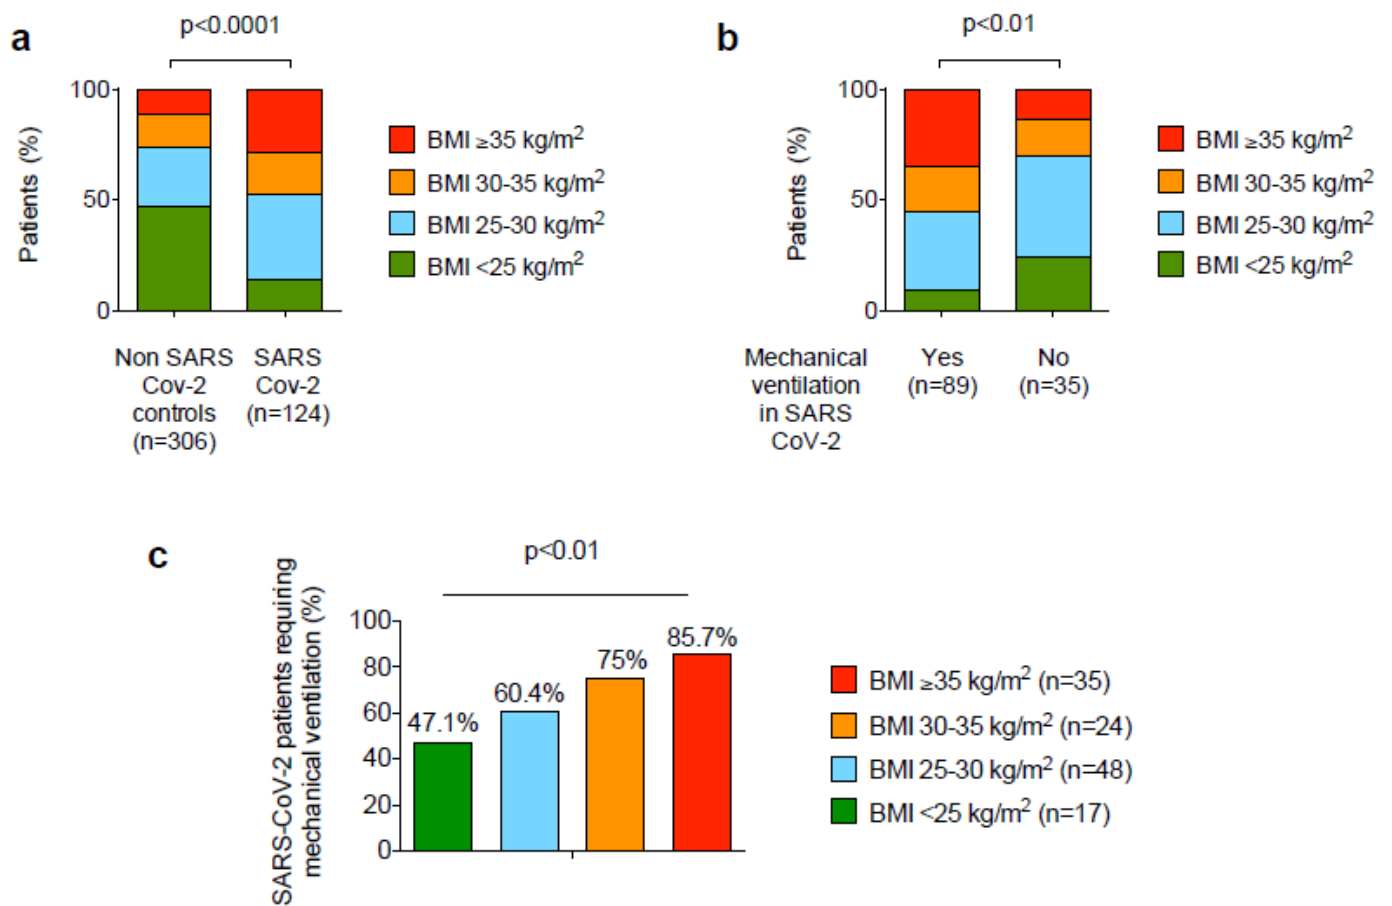 a
p<0.0001
Patients (%)
100
50
0
Non SARS
Cov-2
controls
(n=306)
SARS
Cov-2
(n=124)
BMI ≥35 kg/m²
BMI 30-35 kg/m²
BMI 25-30 kg/m²
BMI <25 kg/m²
b
p<0.01
Patients (%)
100
50
0
Mechanical
ventilation
in SARS
CoV-2
Yes
(n=89)
No
(n=35)
BMI ≥35 kg/m²
BMI 30-35 kg/m²
BMI 25-30 kg/m²
BMI <25 kg/m²
c
p<0.01
SARS-CoV-2 patients requiring
mechanical ventilation (%)
100
80
60
40
20
0
47.1%
60.4%
75%
85.7%
BMI ≥35 kg/m² (n=35)
BMI 30-35 kg/m² (n=24)
BMI 25-30 kg/m² (n=48)
BMI <25 kg/m² (n=17)